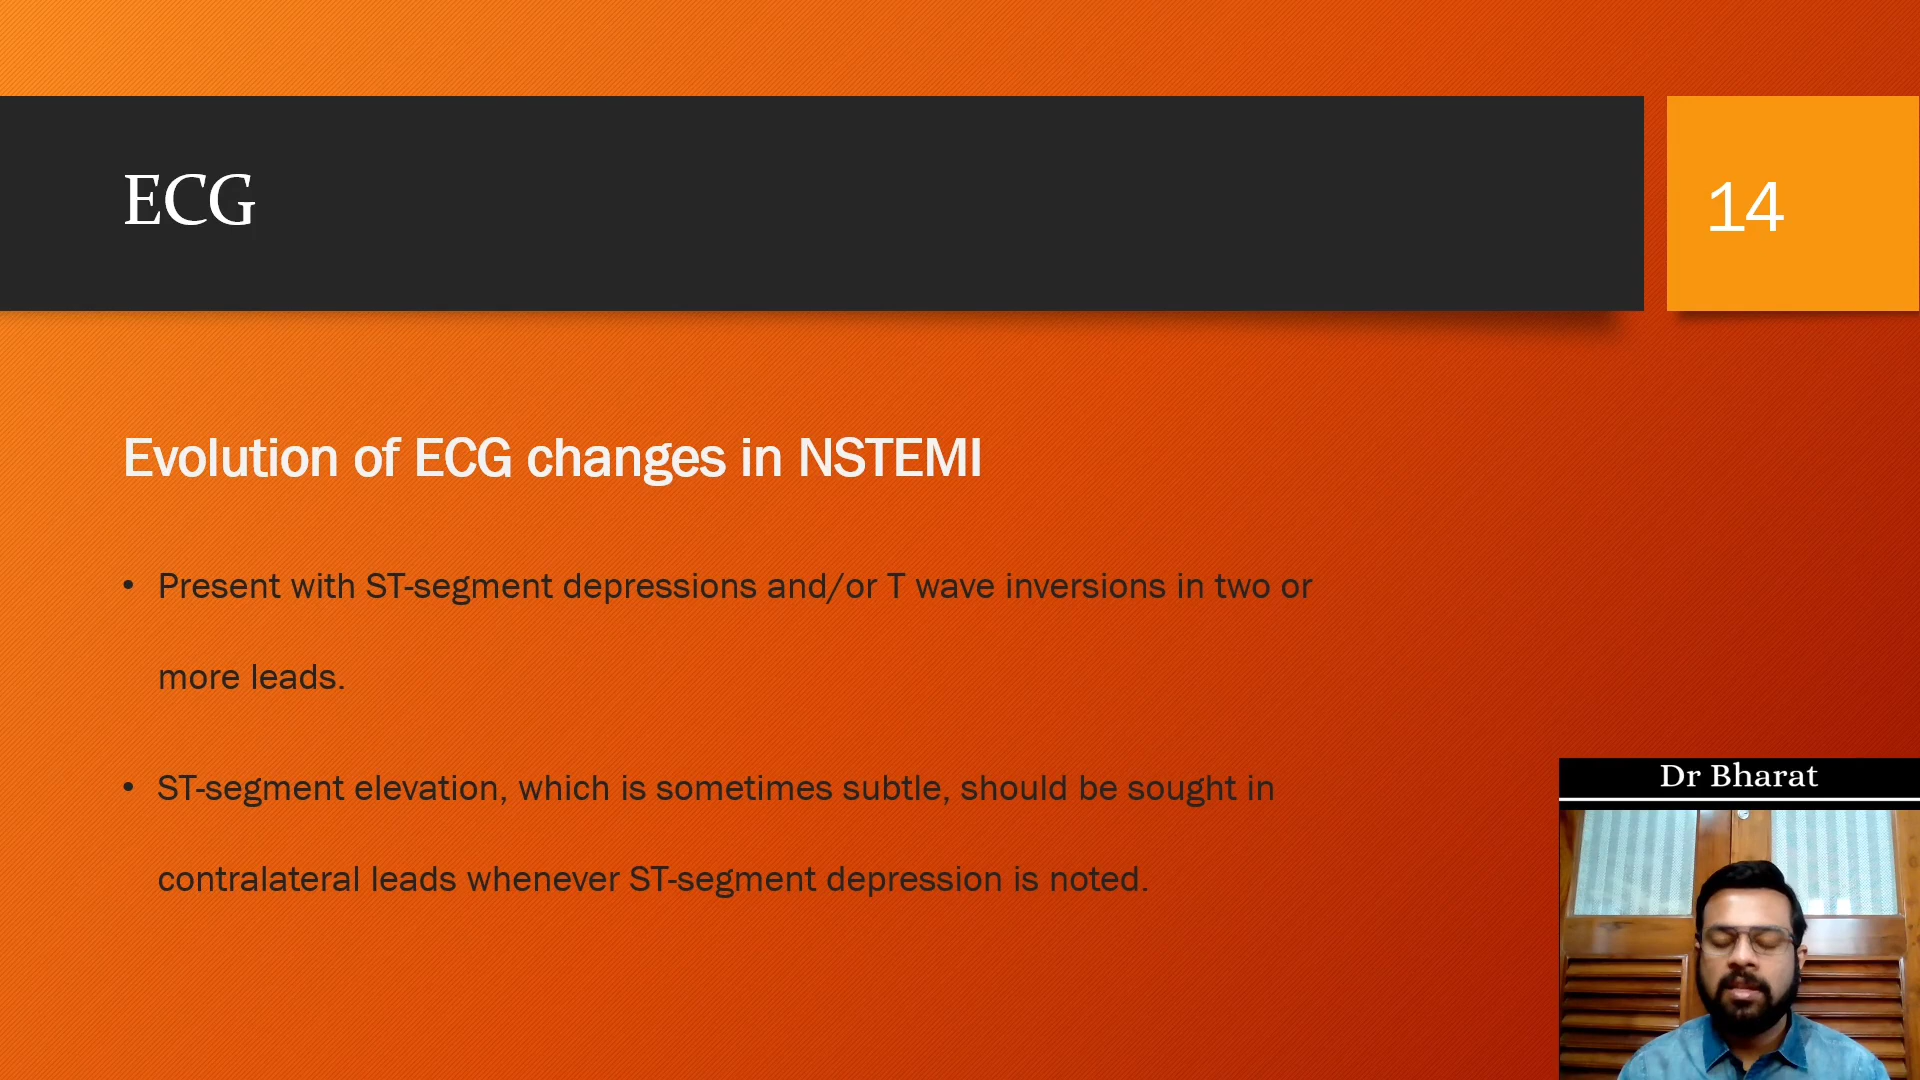 ECG
14
Evolution of ECG changes in NSTEMI
• Present with ST-segment depressions and/or T wave inversions in two or
more leads.
• ST-segment elevation, which is sometimes subtle, should be sought in
contralateral leads whenever ST-segment depression is noted.
Dr Bharat